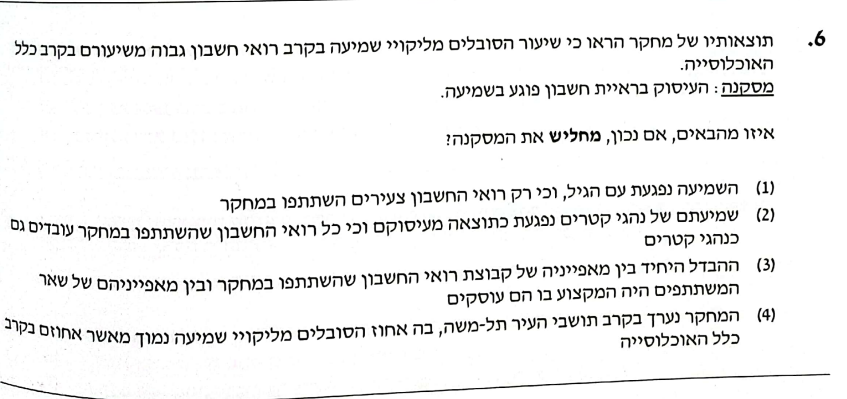 6. תוצאותיו של מחקר הראו כי שיעור הסובלים מליקויי שמיעה בקרב רואי חשבון גבוה משיעורם בקרב כלל
האוכלוסייה.
מסקנה: העיסוק בראיית חשבון פוגע בשמיעה.
איזו מהבאים, אם נכון, מחליש את המסקנה?
(1) השמיעה נפגעת עם הגיל, וכי רק רואי החשבון צעירים השתתפו במחקר
(2) שמיעתם של נהגי קטרים נפגעת כתוצאה מעיסוקם וכי כל רואי החשבון שהשתתפו במחקר עובדים גם
כנהגי קטרים
(3) ההבדל היחיד בין מאפייניה של קבוצת רואי החשבון שהשתתפו במחקר ובין מאפייניהם של שאר
המשתתפים היה המקצוע בו הם עוסקים
(4) המחקר נערך בקרב תושבי העיר תל-משה, בה אחוז הסובלים מליקויי שמיעה נמוך מאשר אחוזם בקרב
כלל האוכלוסייה